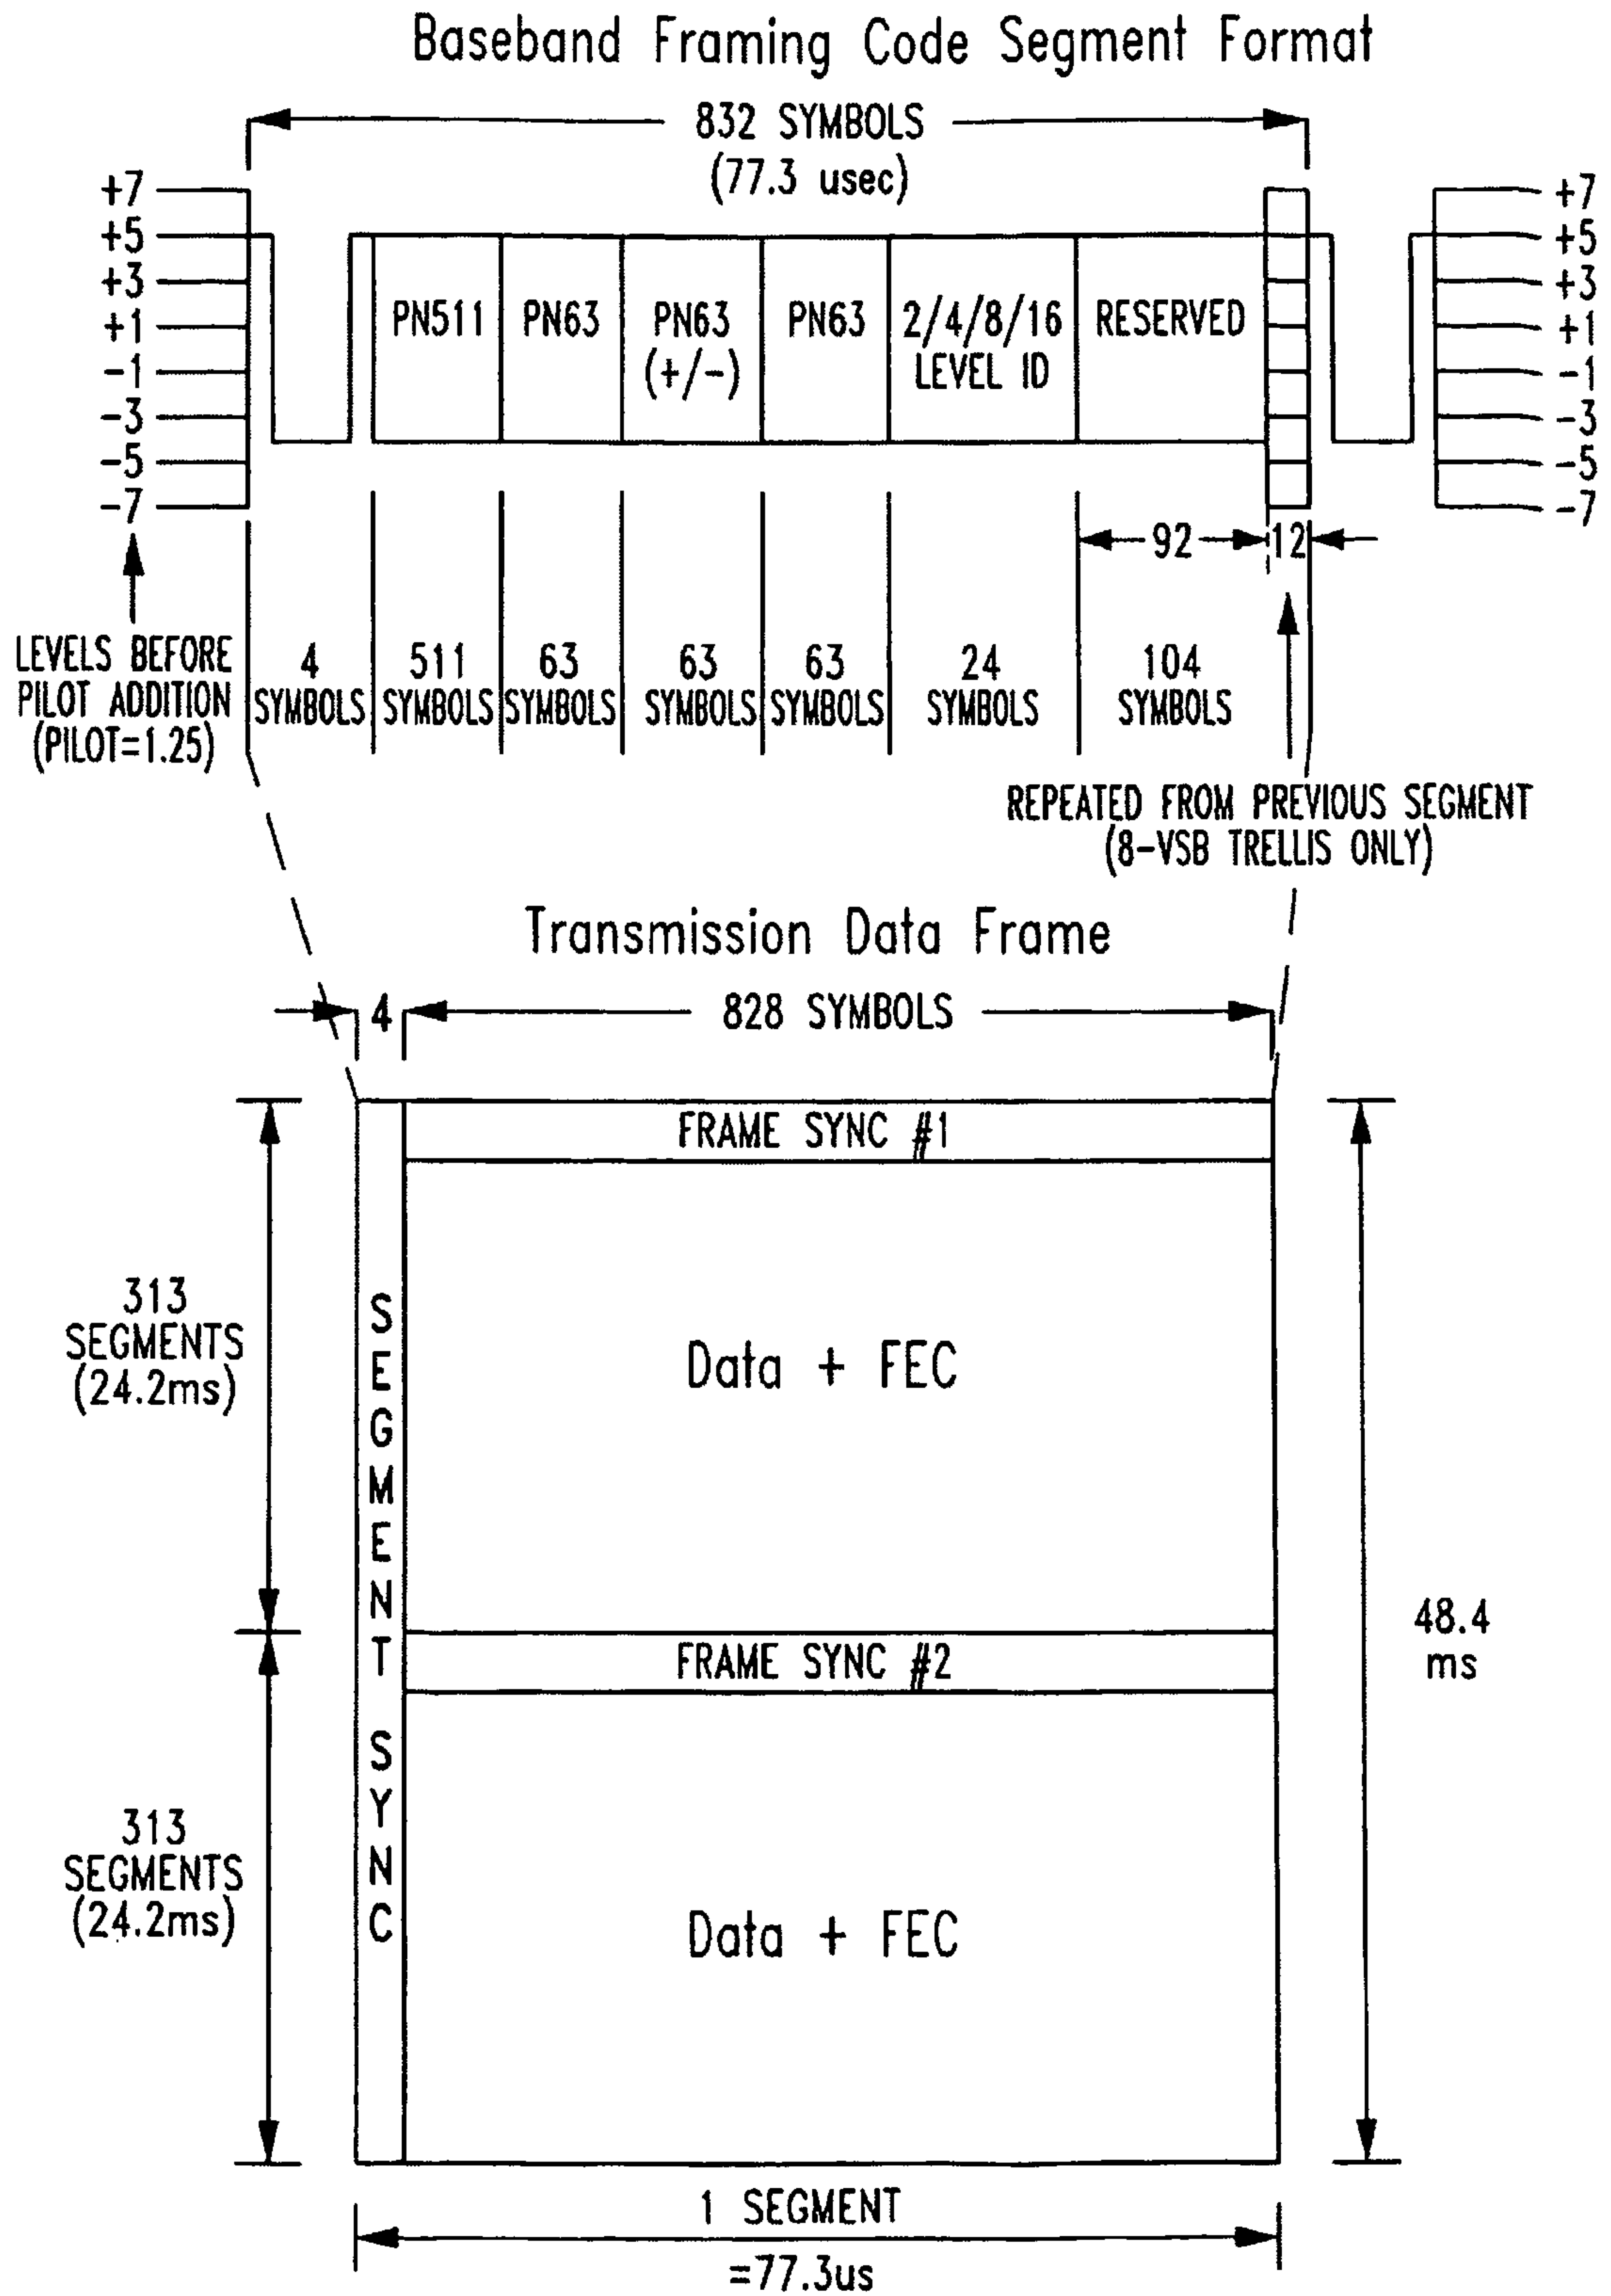 Baseband Framing Code Segment Format
832 SYMBOLS
(77.3 usec)
+7
+5
+3
+1
-1
-3
-5
-7
PN511
PN63
PN63
(+/-)
PN63
2/4/8/16
LEVEL ID
RESERVED
+7
+5
+3
+1
-1
-3
-5
-7
92
12
LEVELS BEFORE
PILOT ADDITION
(PILOT=1.25)
4
SYMBOLS
511
SYMBOLS
63
SYMBOLS
63
SYMBOLS
63
SYMBOLS
24
SYMBOLS
104
SYMBOLS
REPEATED FROM PREVIOUS SEGMENT
(8-VSB TRELLIS ONLY)
Transmission Data Frame
4
828 SYMBOLS
FRAME SYNC #1
313
SEGMENTS
(24.2ms)
SEGMENT SYNC
Data + FEC
48.4
ms
FRAME SYNC #2
313
SEGMENTS
(24.2ms)
Data + FEC
1 SEGMENT
=77.3us